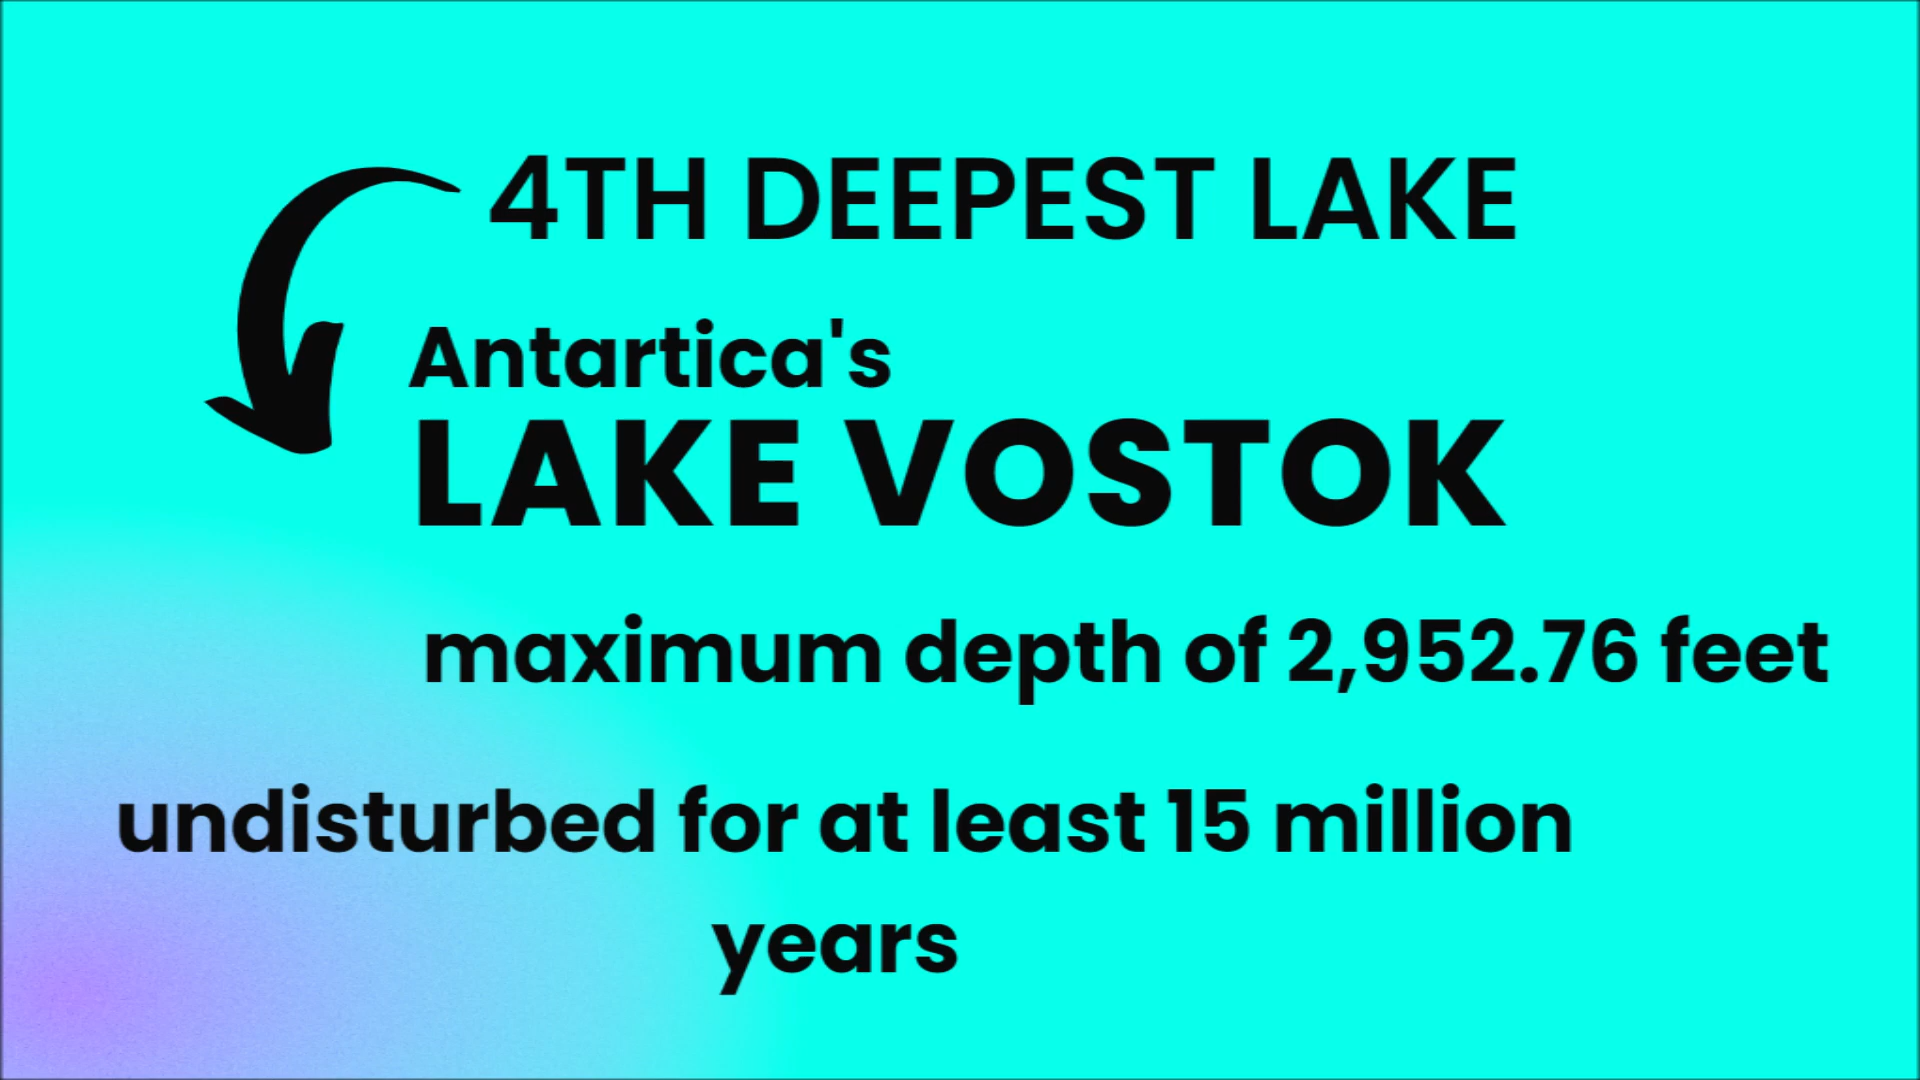 4TH DEEPEST LAKE
Antartica's
LAKE VOSTOK
maximum depth of 2,952.76 feet
undisturbed for at least 15 million
years